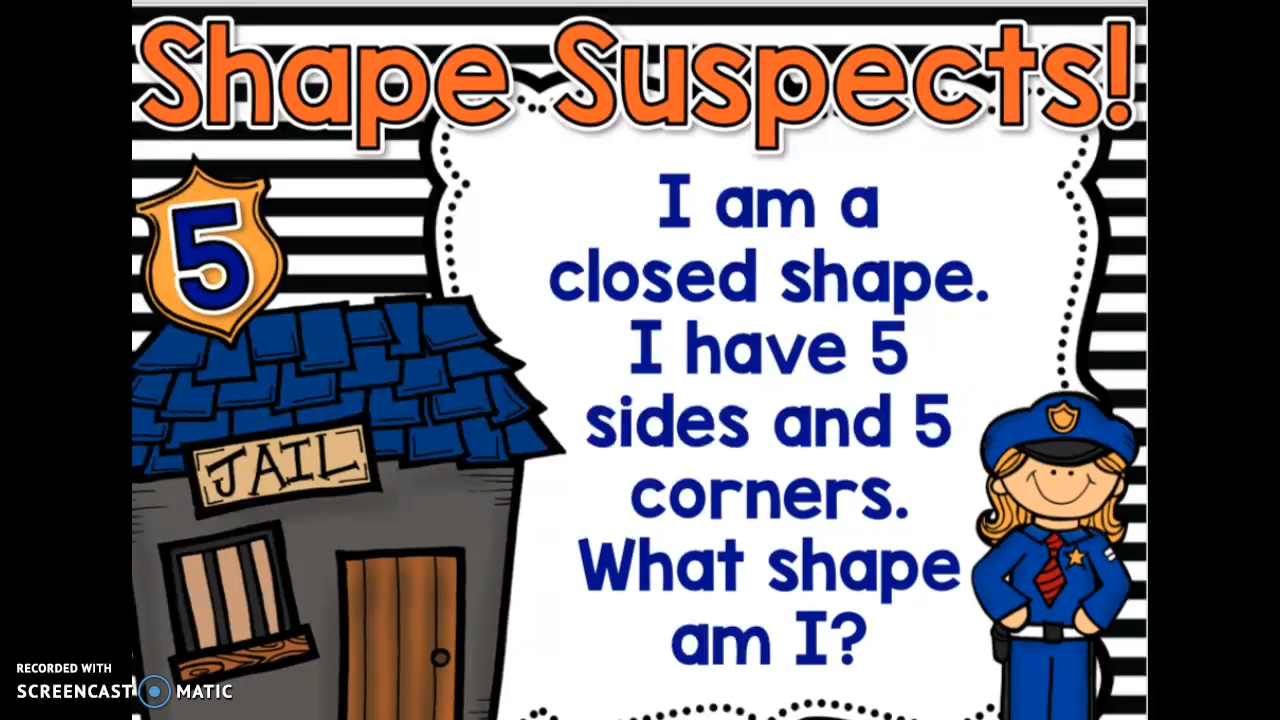 Shape Suspects!
5
I am a
closed shape.
I have 5
sides and 5
corners.
What shape
am I?
JAIL
RECORDED WITH
SCREENCAST MATIC